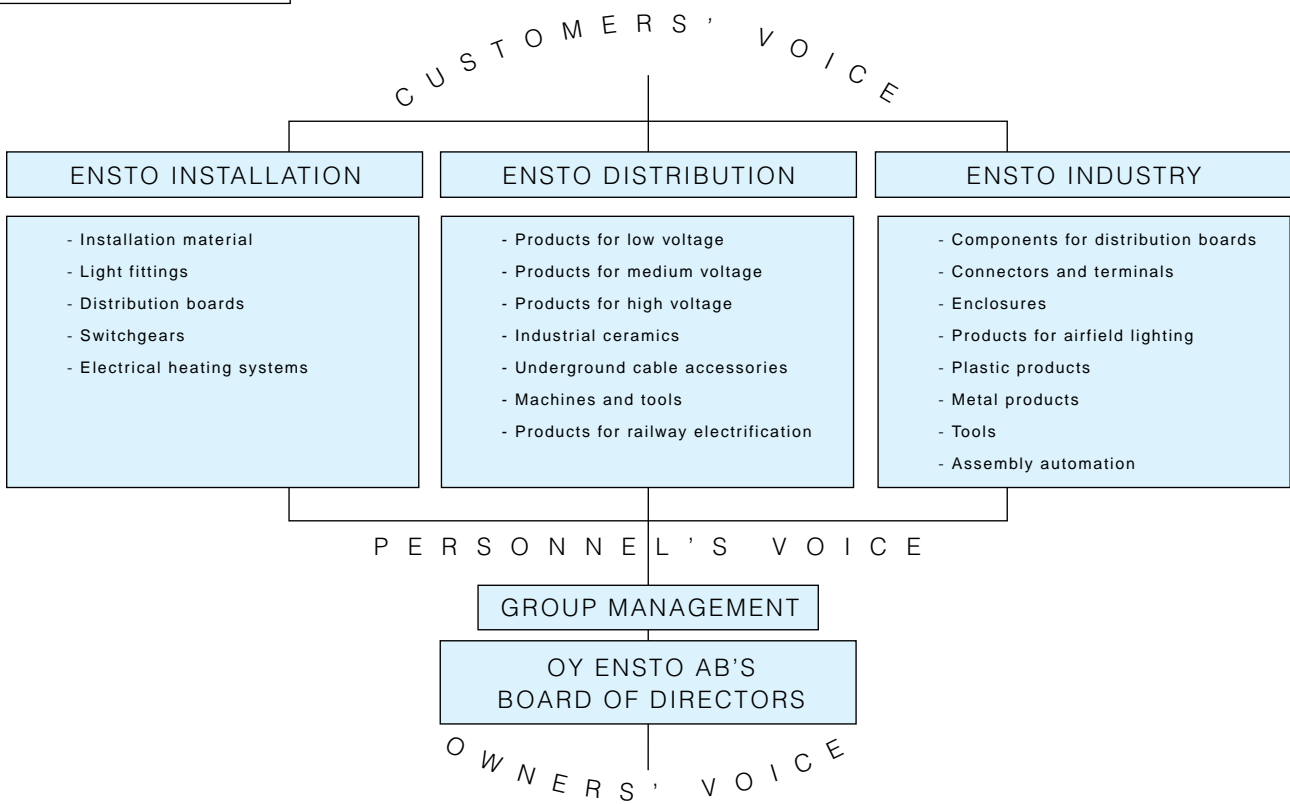 CUSTOMERS' VOICE
ENSTO INSTALLATION
- Installation material
- Light fittings
- Distribution boards
- Switchgears
- Electrical heating systems
ENSTO DISTRIBUTION
- Products for low voltage
- Products for medium voltage
- Products for high voltage
- Industrial ceramics
- Underground cable accessories
- Machines and tools
- Products for railway electrification
ENSTO INDUSTRY
- Components for distribution boards
- Connectors and terminals
- Enclosures
- Products for airfield lighting
- Plastic products
- Metal products
- Tools
- Assembly automation
PERSONNEL'S VOICE
GROUP MANAGEMENT
OY ENSTO AB'S
BOARD OF DIRECTORS
OWNERS' VOICE